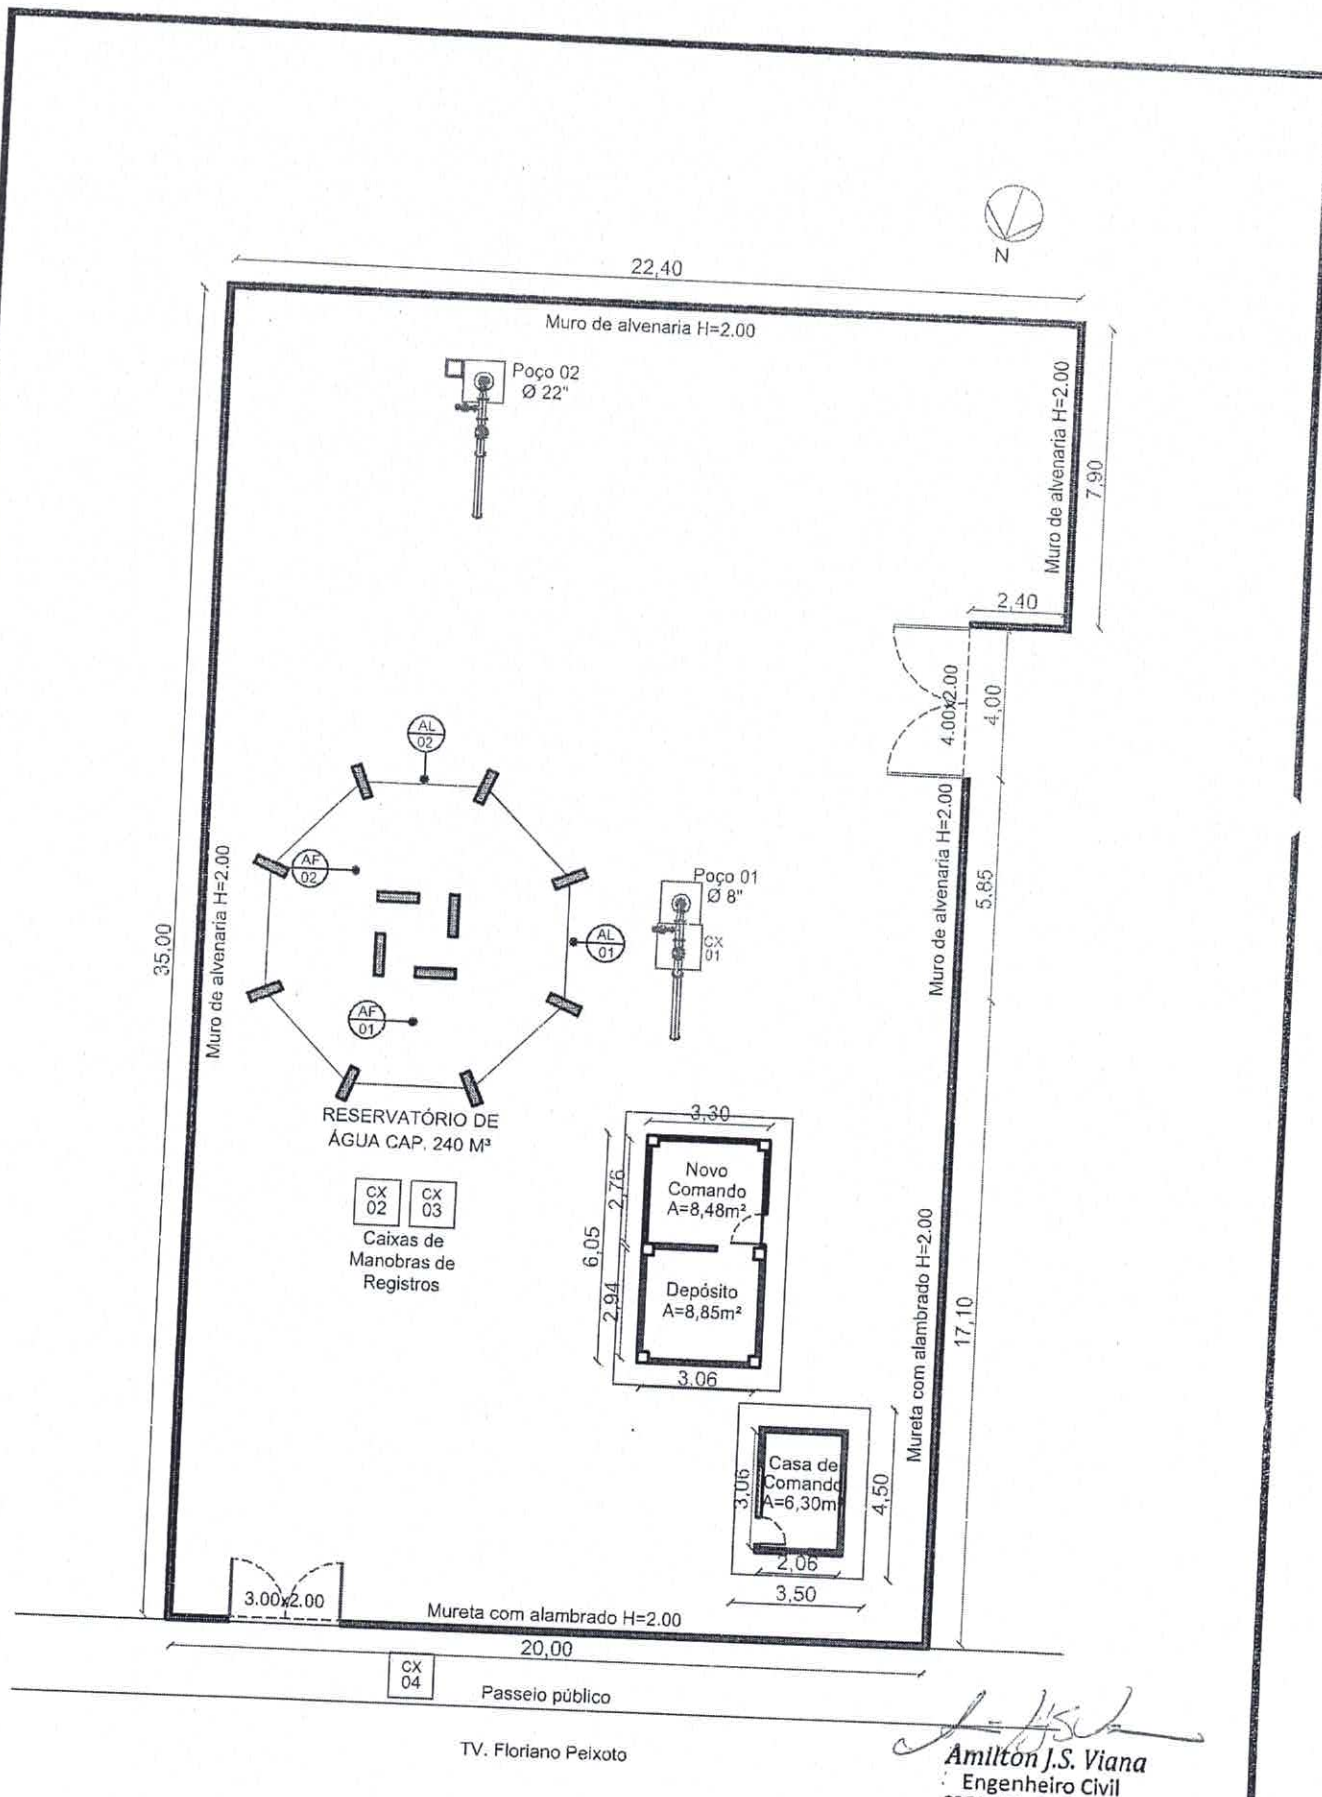 N
22,40
Muro de alvenaria H=2.00
Poço 02
Ø 22"
Muro de alvenaria H=2.00
7,90
2,40
4.00x2.00
4,00
AL
02
AF
02
Muro de alvenaria H=2.00
5,85
Poço 01
Ø 8"
CX
01
AL
01
AF
01
35,00
Muro de alvenaria H=2.00
RESERVATÓRIO DE
ÁGUA CAP. 240 M³
CX
02
CX
03
Caixas de
Manobras de
Registros
3,30
Novo
Comando
A=8,48m²
2,76
6,05
Depósito
A=8,85m²
2,94
3,06
Mureta com alambrado H=2.00
17,10
Casa de
Comando
A=6,30m
3,06
4,50
2,06
3,50
3.00x2.00
Mureta com alambrado H=2.00
20,00
CX
04
Passeio público
TV. Floriano Peixoto
Amilton J.S. Viana
Engenheiro Civil